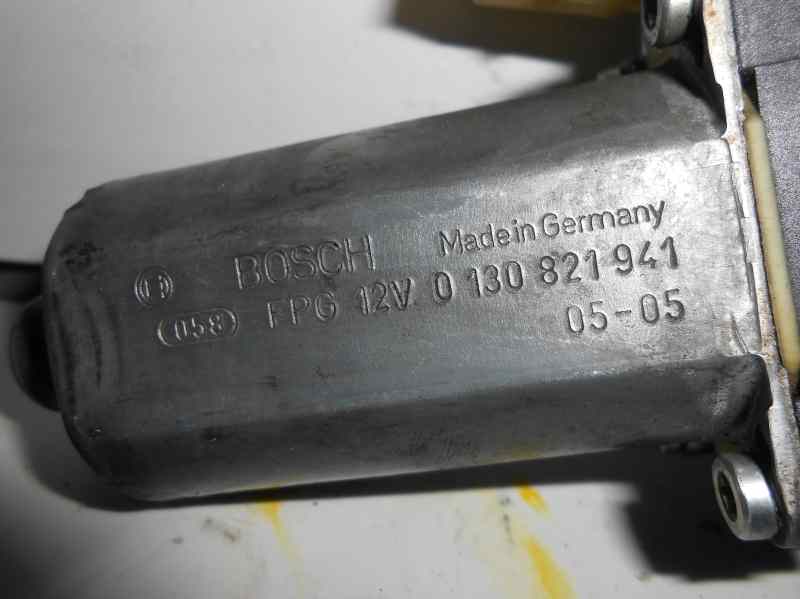 BOSCH Made in Germany
(058) FPG 12V 0 130 821 941
05-05